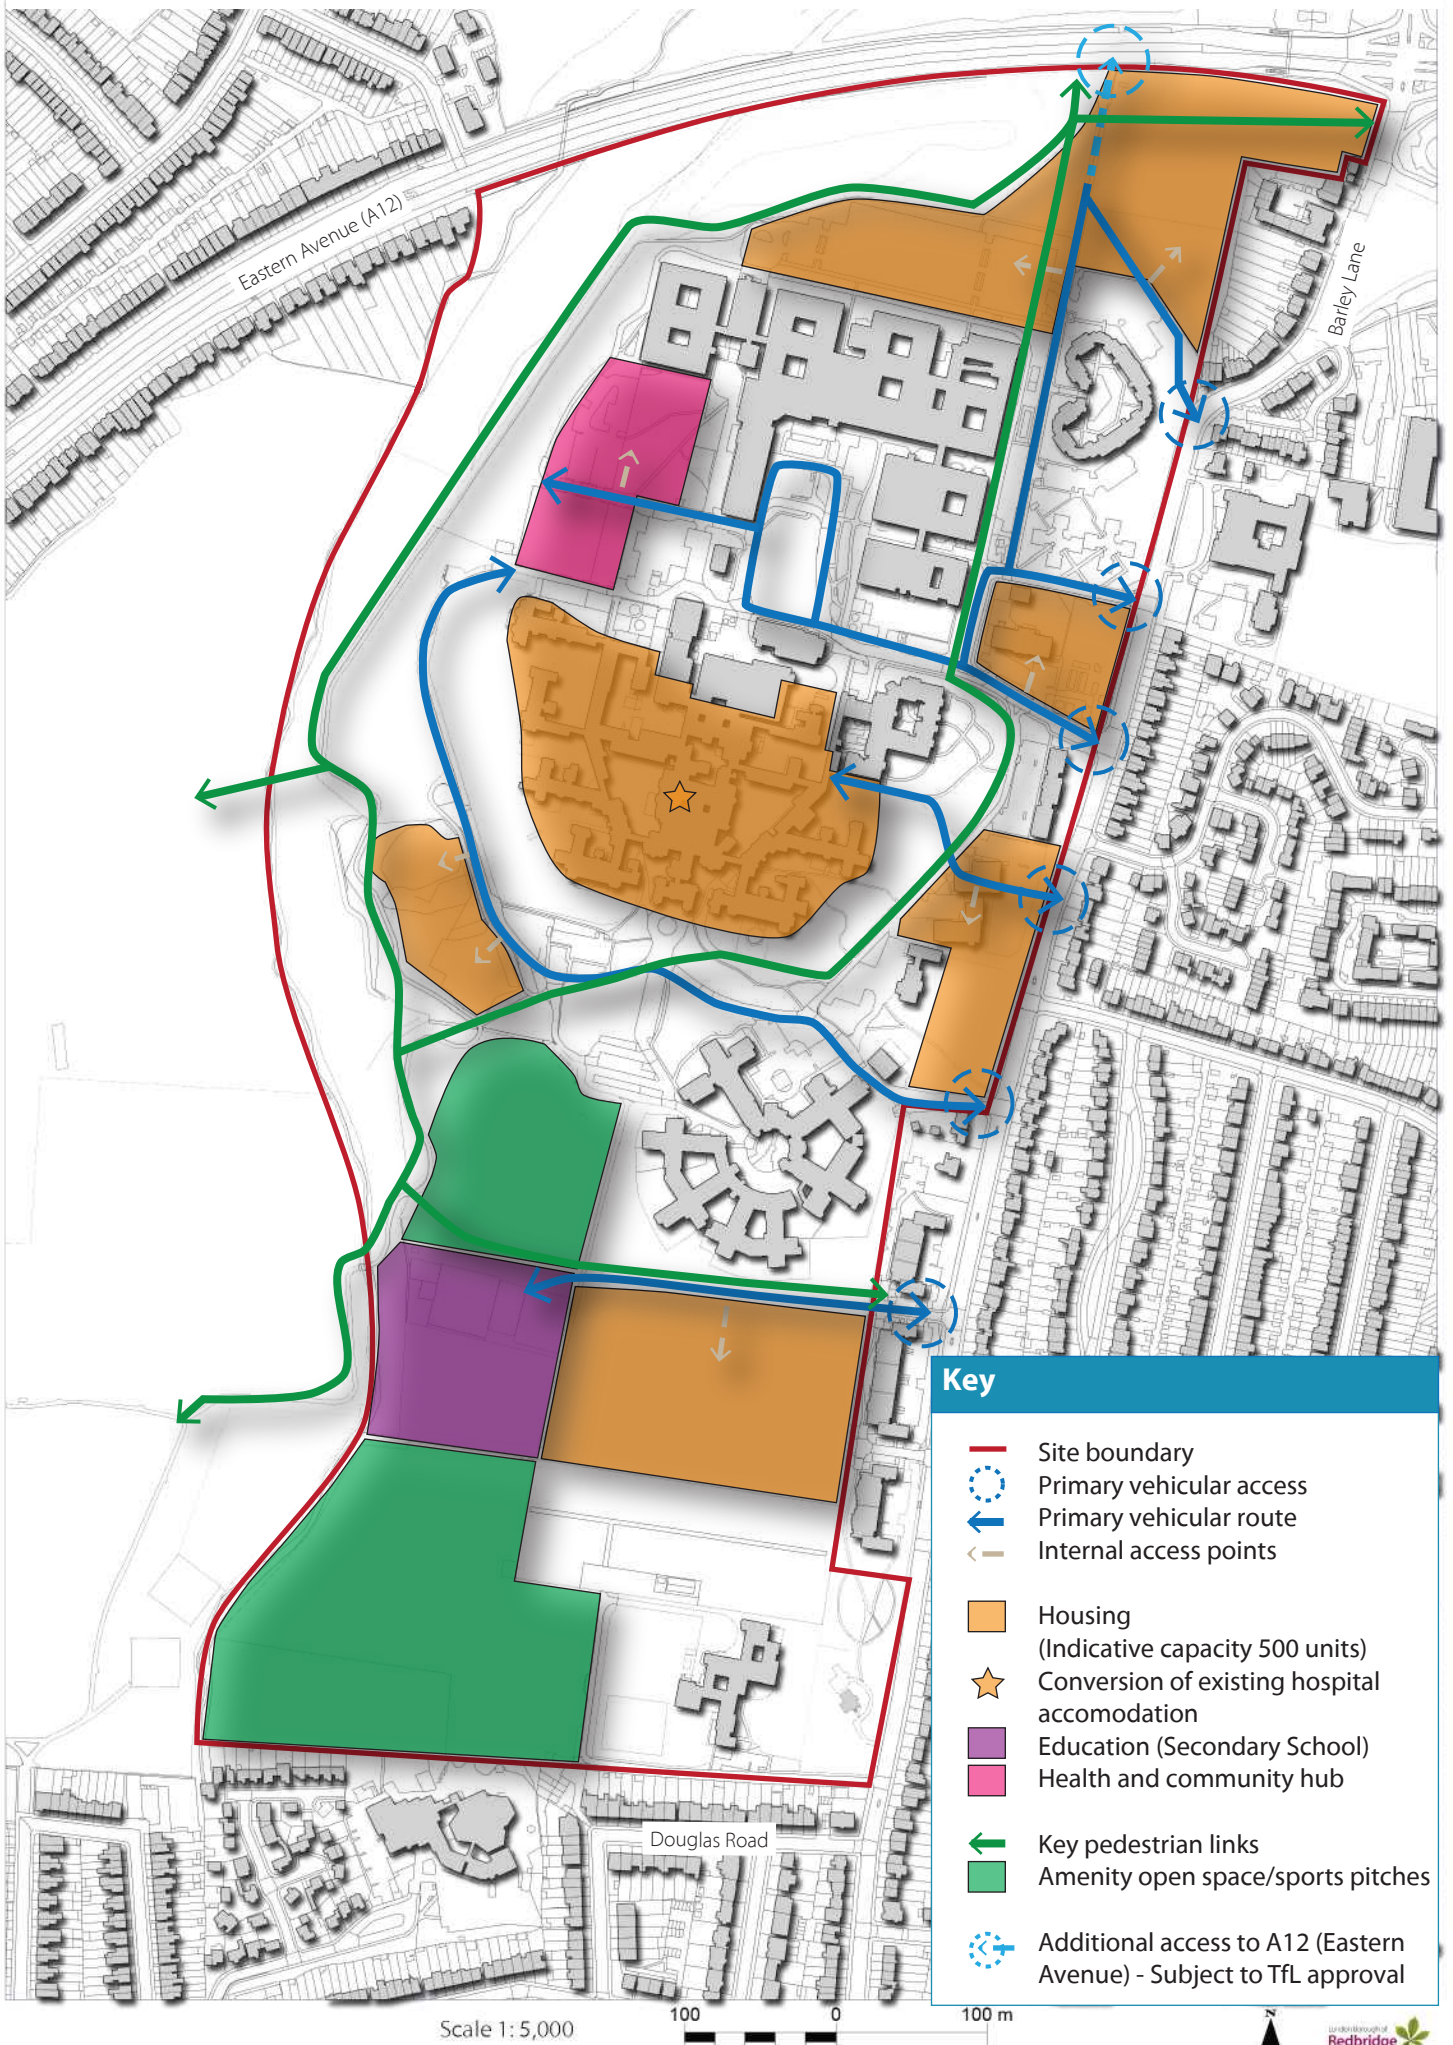 Eastern Avenue (A12)
Barley Lane
Key
Site boundary
Primary vehicular access
Primary vehicular route
Internal access points
Housing
(Indicative capacity 500 units)
Conversion of existing hospital
accomodation
Education (Secondary School)
Health and community hub
Key pedestrian links
Amenity open space/sports pitches
Additional access to A12 (Eastern
Avenue) - Subject to TfL approval
Douglas Road
Scale 1: 5,000
100 0 100 m
N
London Borough of
Redbridge